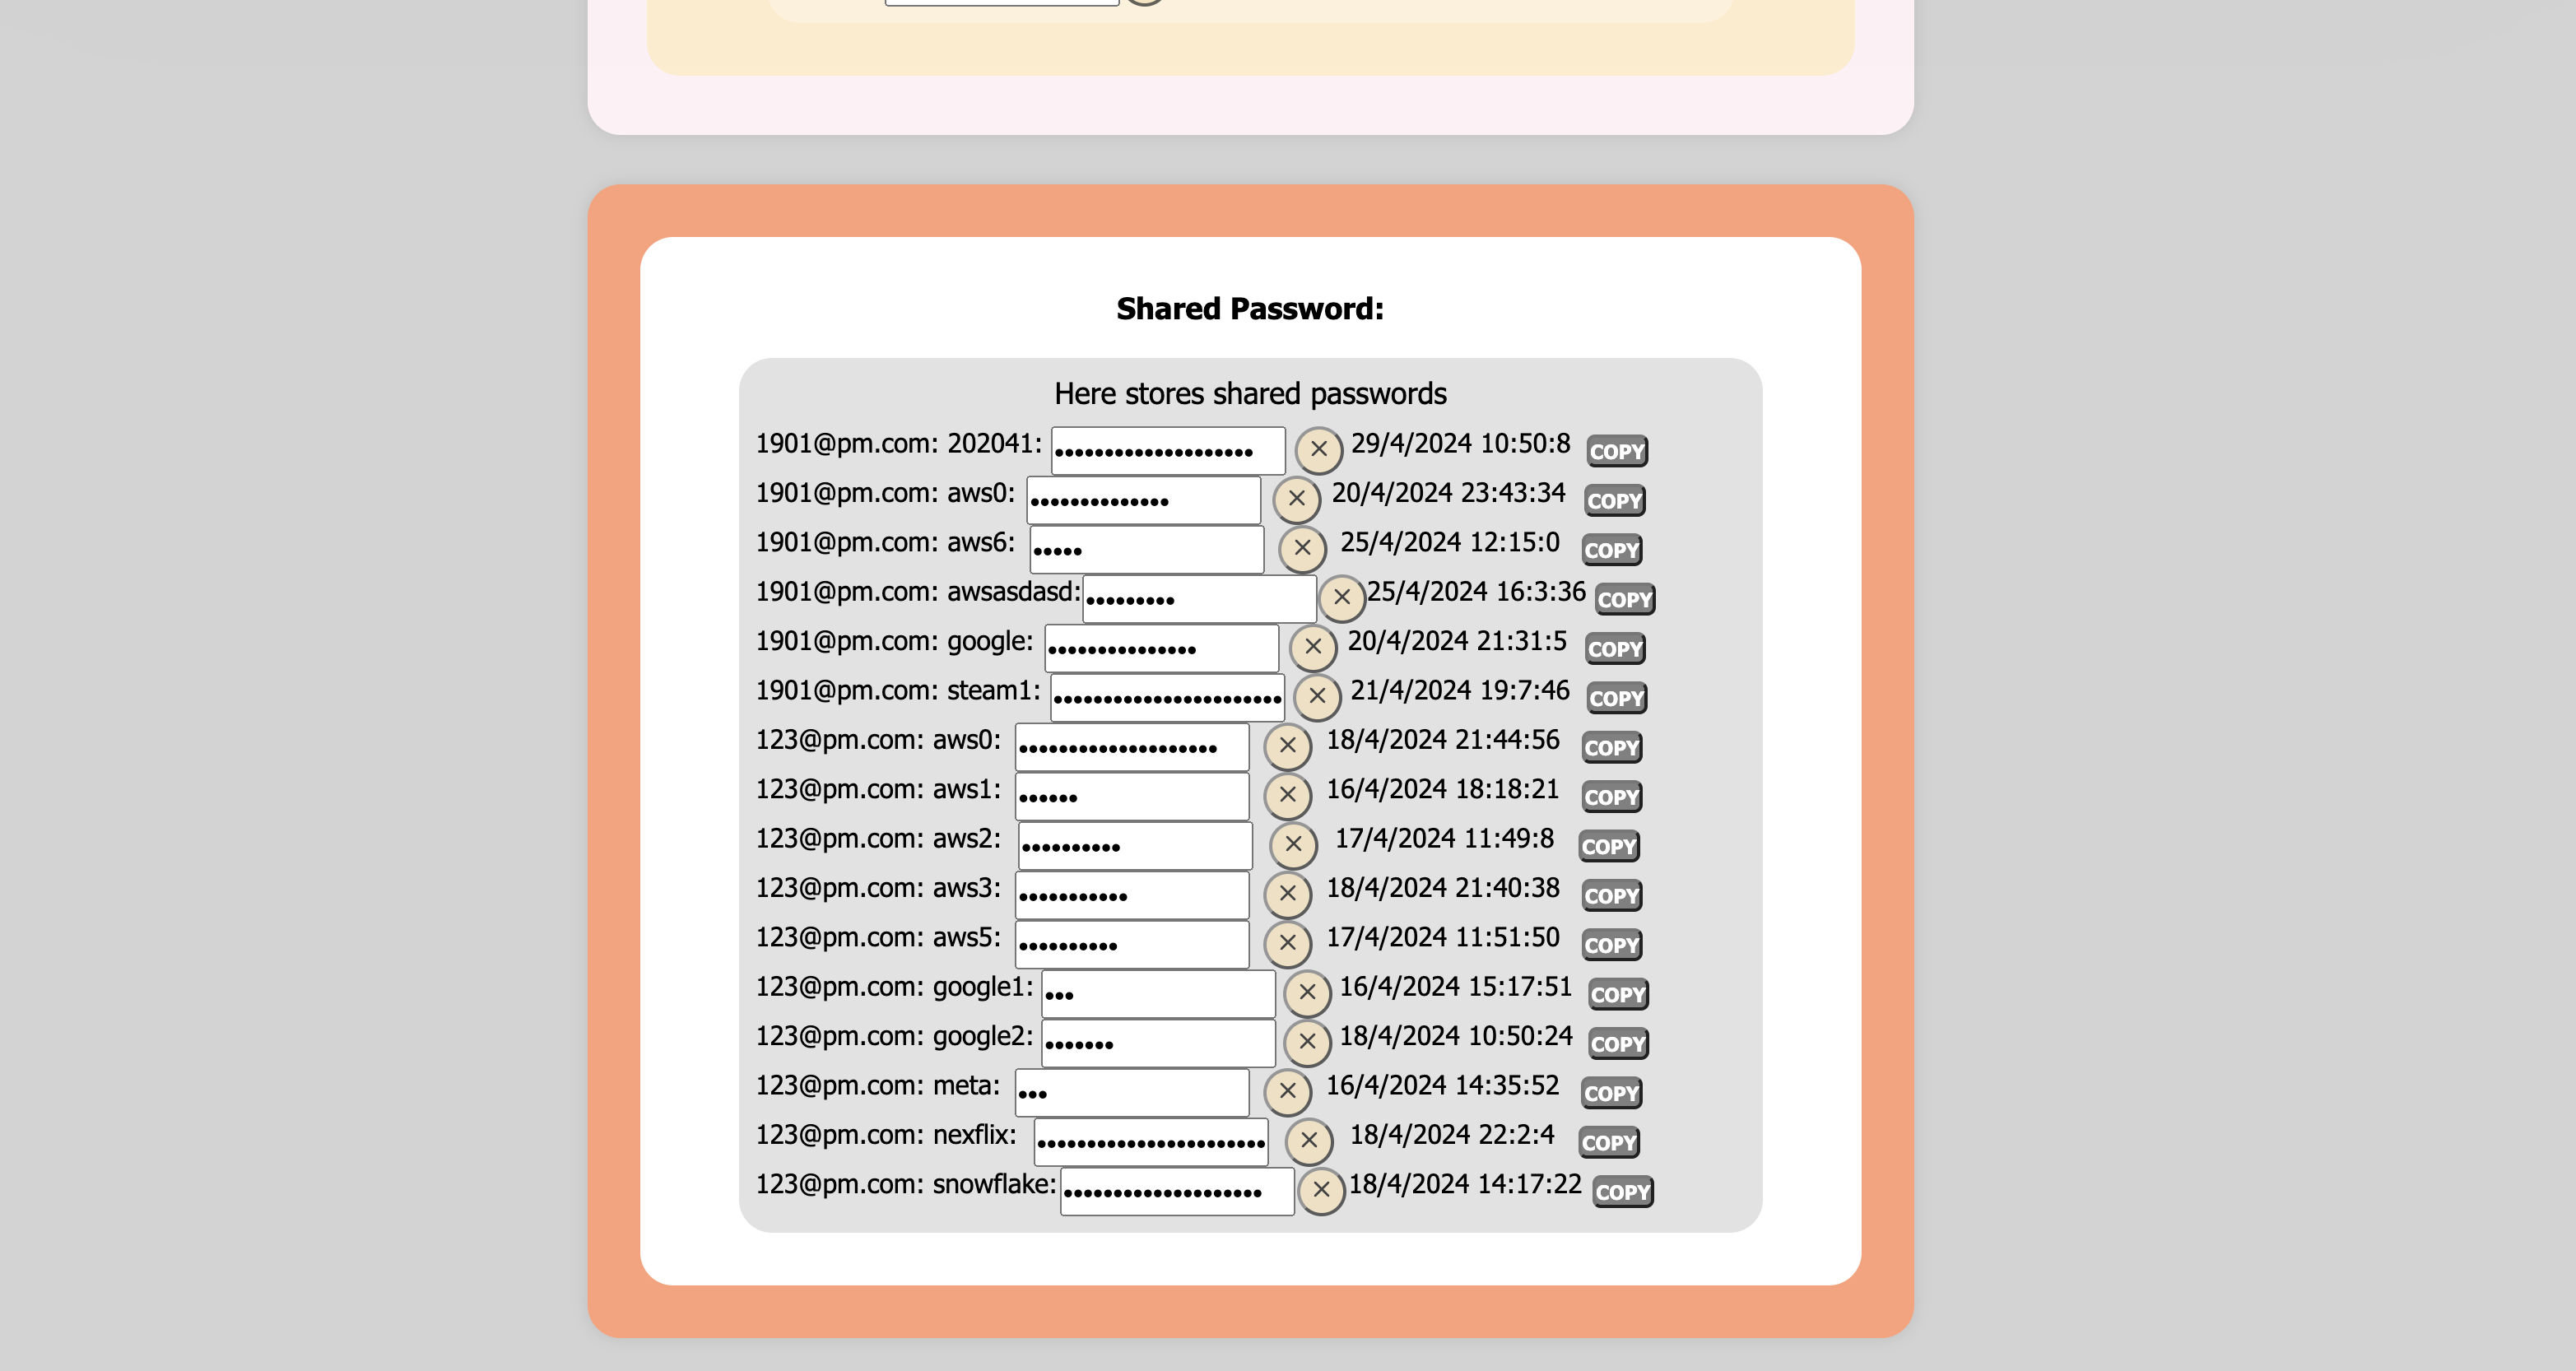 Shared Password:
Here stores shared passwords
1901@pm.com: 202041: •••••••••••••••••••• 29/4/2024 10:50:8 COPY
1901@pm.com: aws0: •••••••••••••• 20/4/2024 23:43:34 COPY
1901@pm.com: aws6: ••••• 25/4/2024 12:15:0 COPY
1901@pm.com: awsasdasd: ••••••••• 25/4/2024 16:3:36 COPY
1901@pm.com: google: ••••••••••••••• 20/4/2024 21:31:5 COPY
1901@pm.com: steam1: ••••••••••••••••••••••• 21/4/2024 19:7:46 COPY
123@pm.com: aws0: •••••••••••••••••••• 18/4/2024 21:44:56 COPY
123@pm.com: aws1: •••••• 16/4/2024 18:18:21 COPY
123@pm.com: aws2: •••••••••• 17/4/2024 11:49:8 COPY
123@pm.com: aws3: ••••••••••• 18/4/2024 21:40:38 COPY
123@pm.com: aws5: •••••••••• 17/4/2024 11:51:50 COPY
123@pm.com: google1: ••• 16/4/2024 15:17:51 COPY
123@pm.com: google2: ••••••• 18/4/2024 10:50:24 COPY
123@pm.com: meta: ••• 16/4/2024 14:35:52 COPY
123@pm.com: nexflix: ••••••••••••••••••••••• 18/4/2024 22:2:4 COPY
123@pm.com: snowflake: •••••••••••••••••••• 18/4/2024 14:17:22 COPY